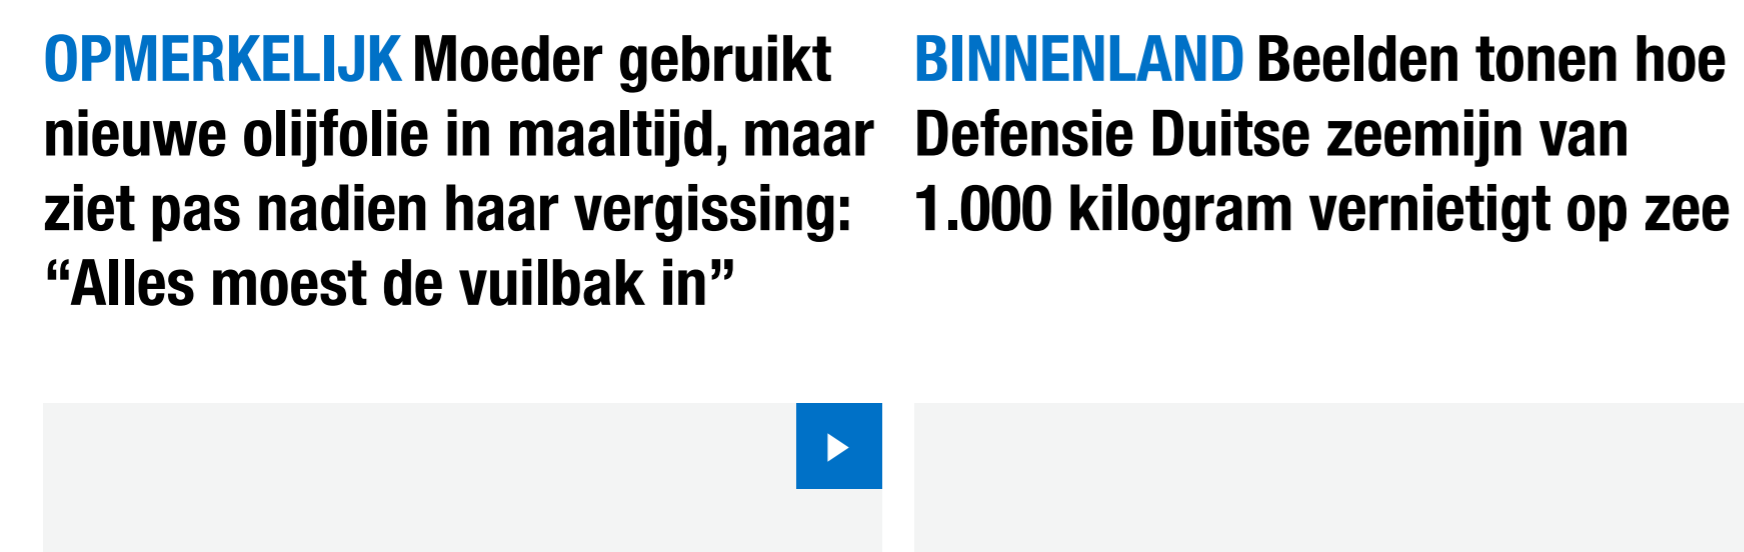 OPMERKELIJK Moeder gebruikt
nieuwe olijfolie in maaltijd, maar
ziet pas nadien haar vergissing:
“Alles moest de vuilbak in”
BINNENLAND Beelden tonen hoe
Defensie Duitse zeemijn van
1.000 kilogram vernietigt op zee